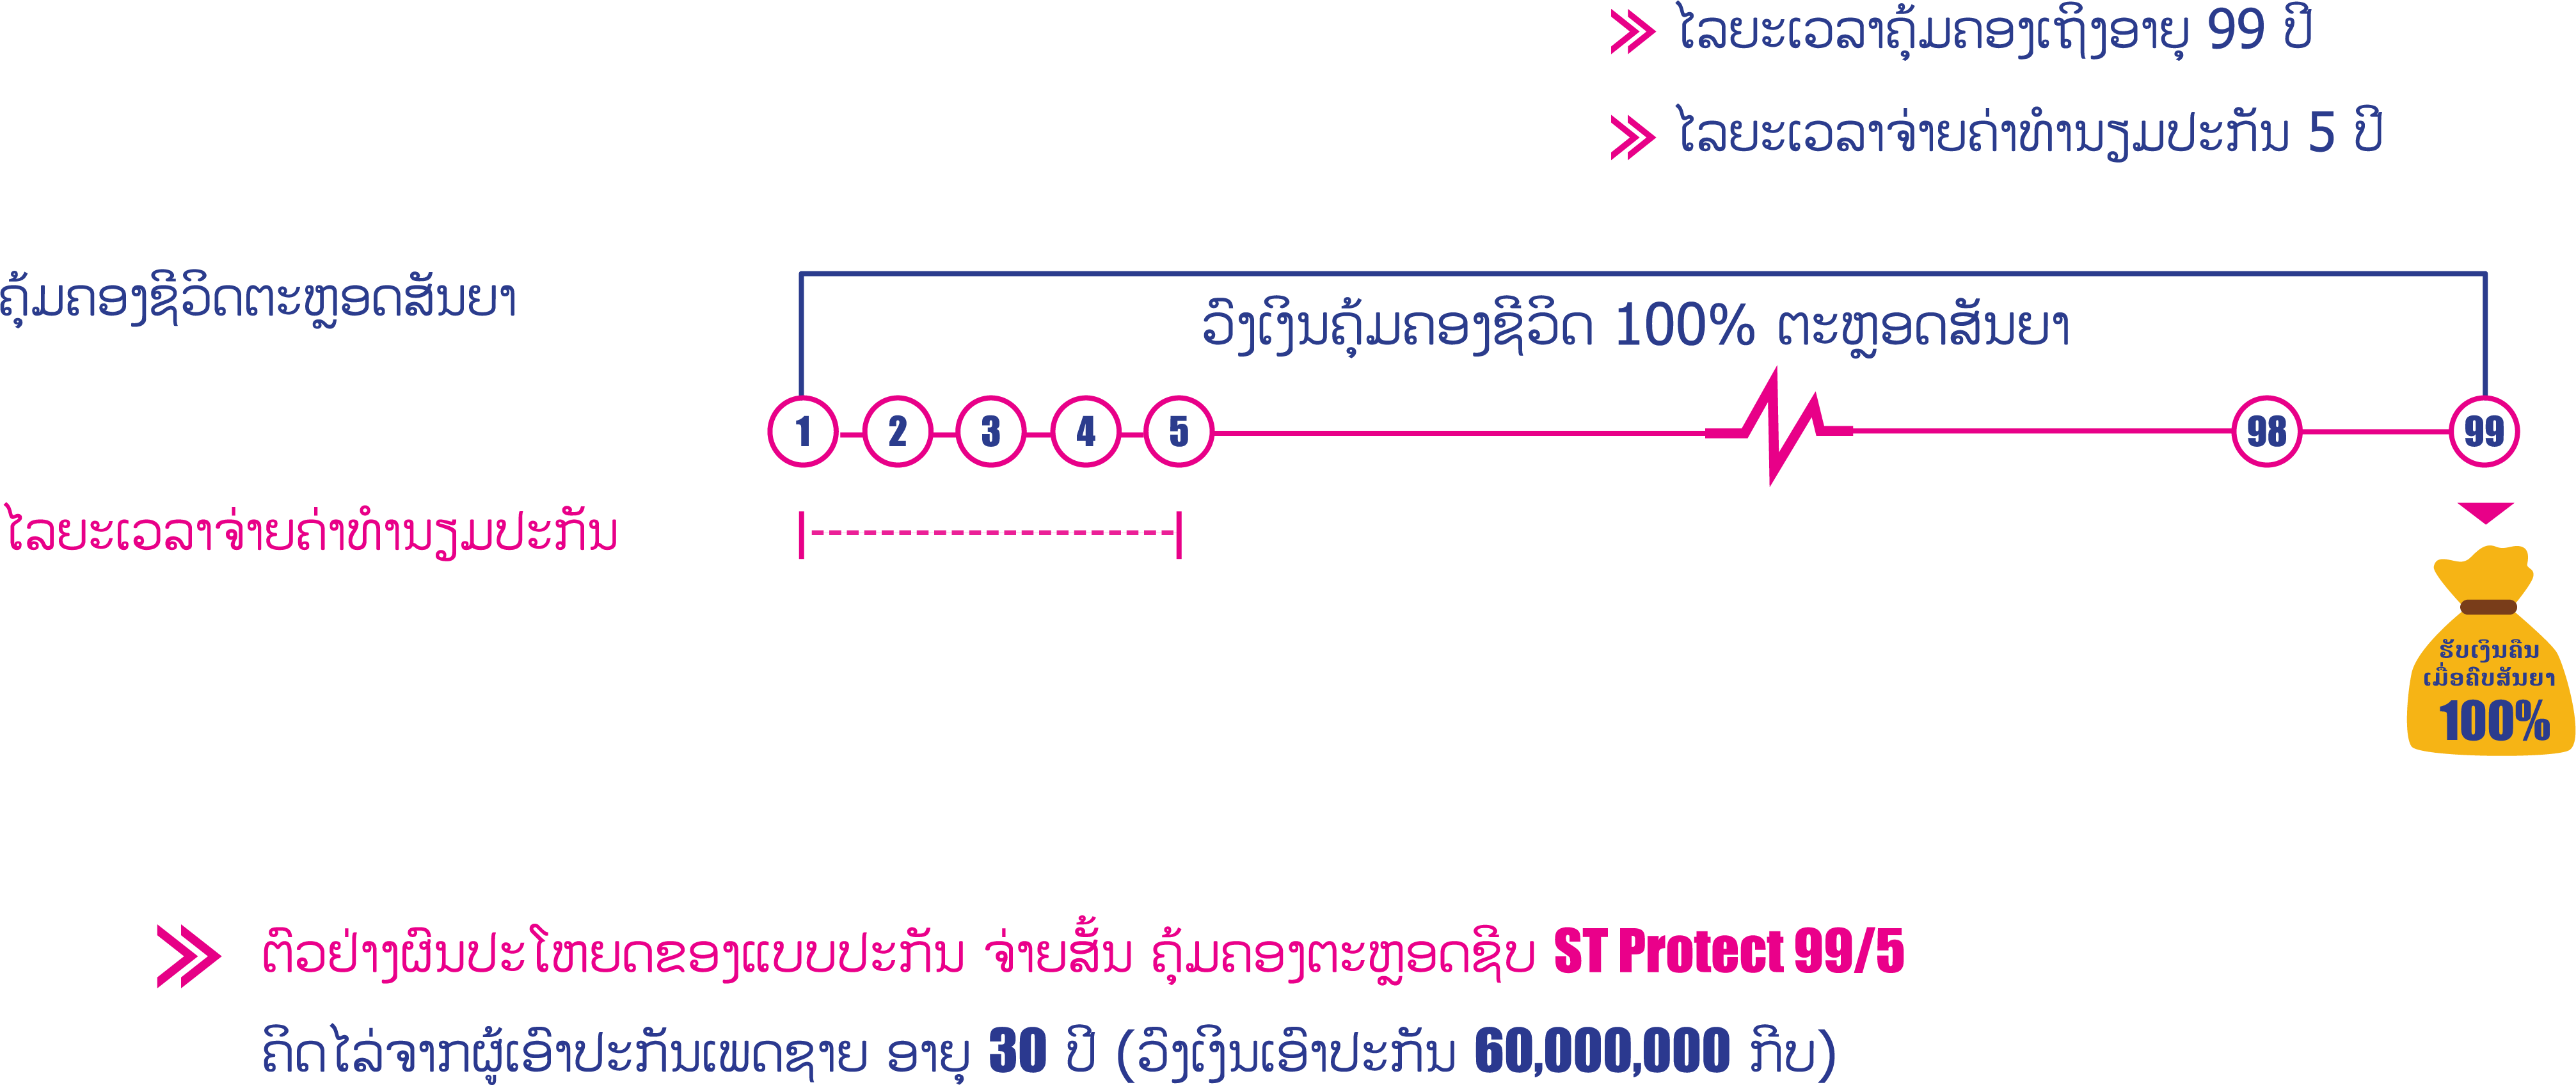 ໄລຍະເວລາຄຸ້ມຄອງເຖິງອາຍຸ 99 ປີ
ໄລຍະເວລາຈ່າຍຄ່າທຳນຽມປະກັນ 5 ປີ
ຄຸ້ມຄອງຊີວິດຕະຫຼອດສັນຍາ
ວົງເງິນຄຸ້ມຄອງຊີວິດ 100% ຕະຫຼອດສັນຍາ
1 2 3 4 5 98 99
ໄລຍະເວລາຈ່າຍຄ່າທຳນຽມປະກັນ
ຮັບເງິນຄືນ
ເມື່ອຄົບສັນຍາ
100%
ຕົວຢ່າງຜົນປະໂຫຍດຂອງແບບປະກັນ ຈ່າຍສັ້ນ ຄຸ້ມຄອງຕະຫຼອດຊີບ ST Protect 99/5
ຄິດໄລ່ຈາກຜູ້ເອົາປະກັນເພດຊາຍ ອາຍຸ 30 ປີ (ວົງເງິນເອົາປະກັນ 60,000,000 ກີບ)